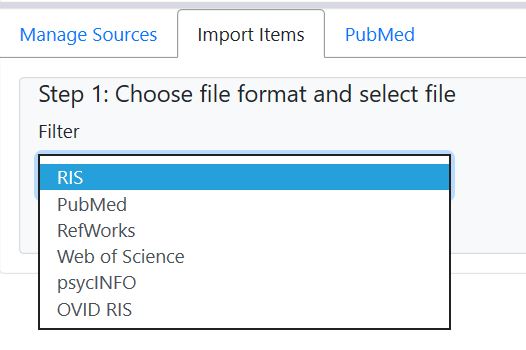 Manage Sources Import Items PubMed
Step 1: Choose file format and select file
Filter
RIS
PubMed
RefWorks
Web of Science
psycINFO
OVID RIS